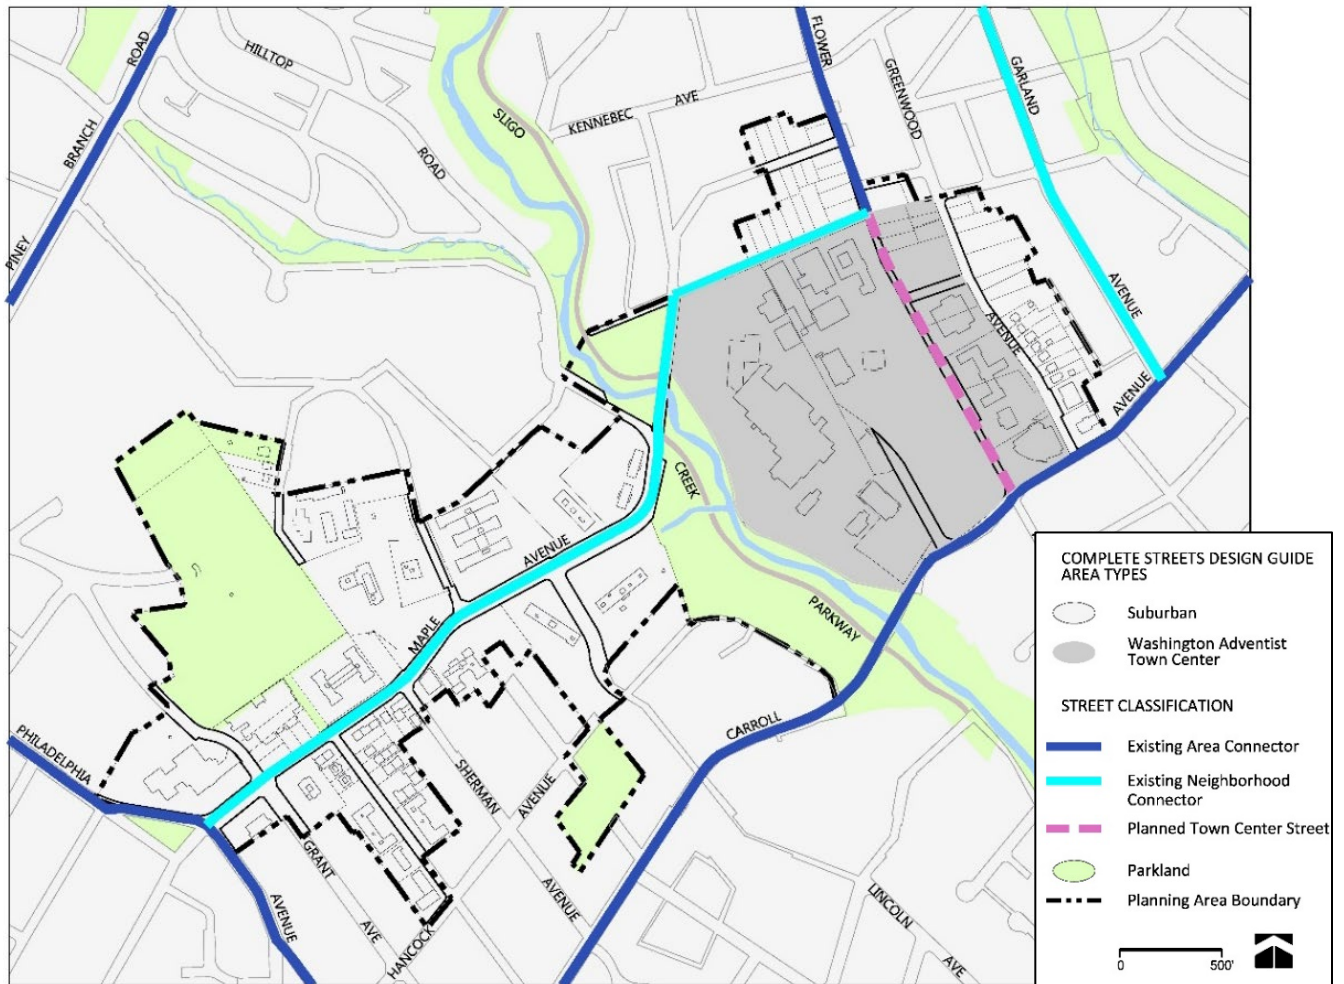 ROAD
HILLTOP
FLOWER
GREENWOOD
GARLAND
KENNEBEC
AVE
SLIGO
BRANCH
ROAD
PINEY
AVENUE
AVENUE
AVENUE
CREEK
AVENUE
MAPLE
PARKWAY
CARROLL
PHILADELPHIA
SHERMAN
AVENUE
GRANT
AVENUE
AVENUE
AVE
HANCOCK
LINCOLN
AVE
COMPLETE STREETS DESIGN GUIDE
AREA TYPES
Suburban
Washington Adventist
Town Center
STREET CLASSIFICATION
Existing Area Connector
Existing Neighborhood
Connector
Planned Town Center Street
Parkland
Planning Area Boundary
0 500'